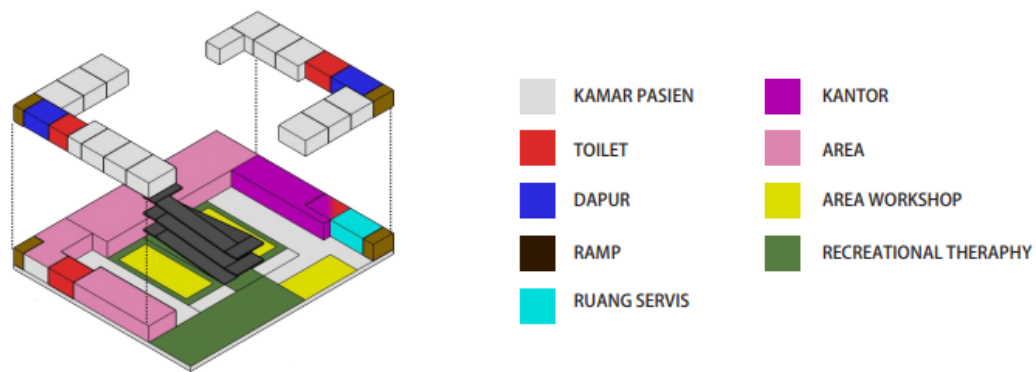 KAMAR PASIEN
TOILET
DAPUR
RAMP
RUANG SERVIS
KANTOR
AREA
AREA WORKSHOP
RECREATIONAL THERAPHY